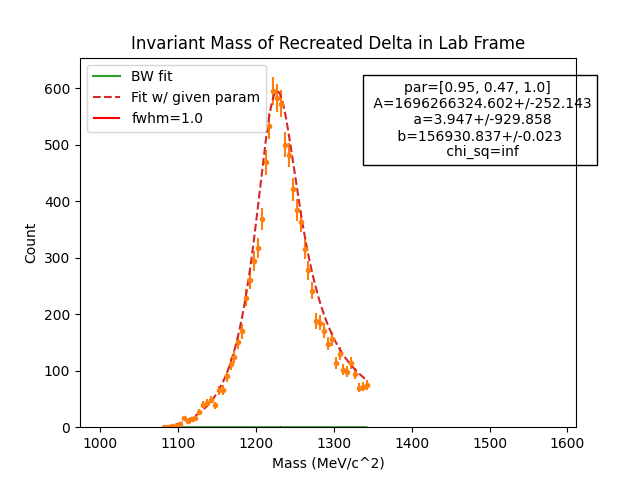 Invariant Mass of Recreated Delta in Lab Frame
BW fit
Fit w/ given param
fwhm=1.0
par=[0.95, 0.47, 1.0]
A=1696266324.602+/-252.143
a=3.947+/-929.858
b=156930.837+/-0.023
chi_sq=inf
Count
600
500
400
300
200
100
0
1000 1100 1200 1300 1400 1500 1600
Mass (MeV/c^2)